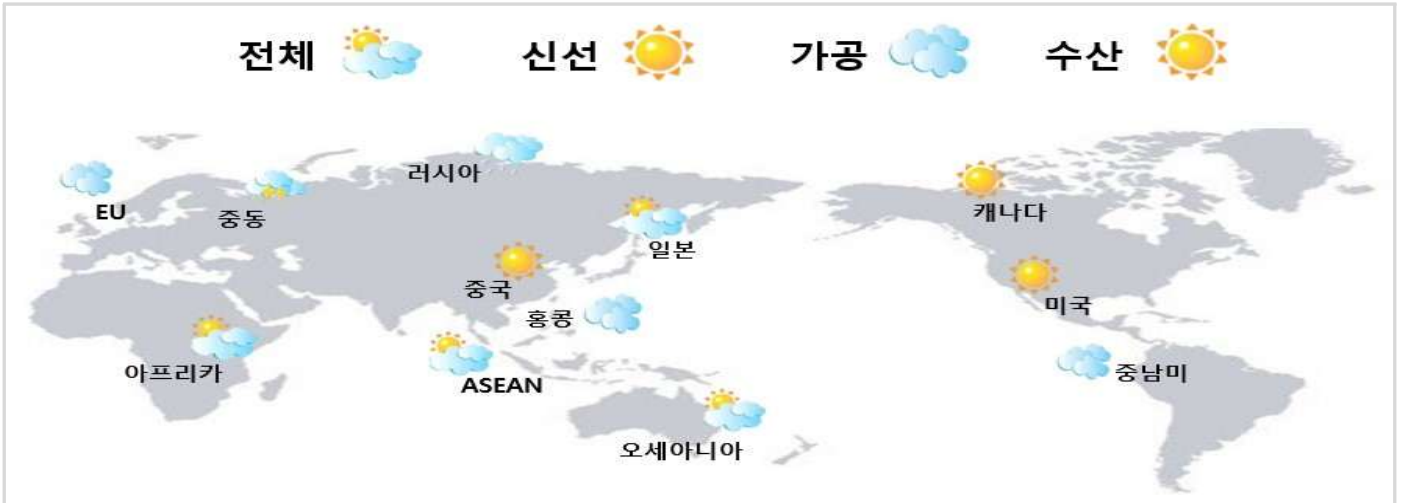 전체 신선 가공 수산
러시아
EU
중동
캐나다
일본
중국
미국
홍콩
아프리카
중남미
ASEAN
오세아니아